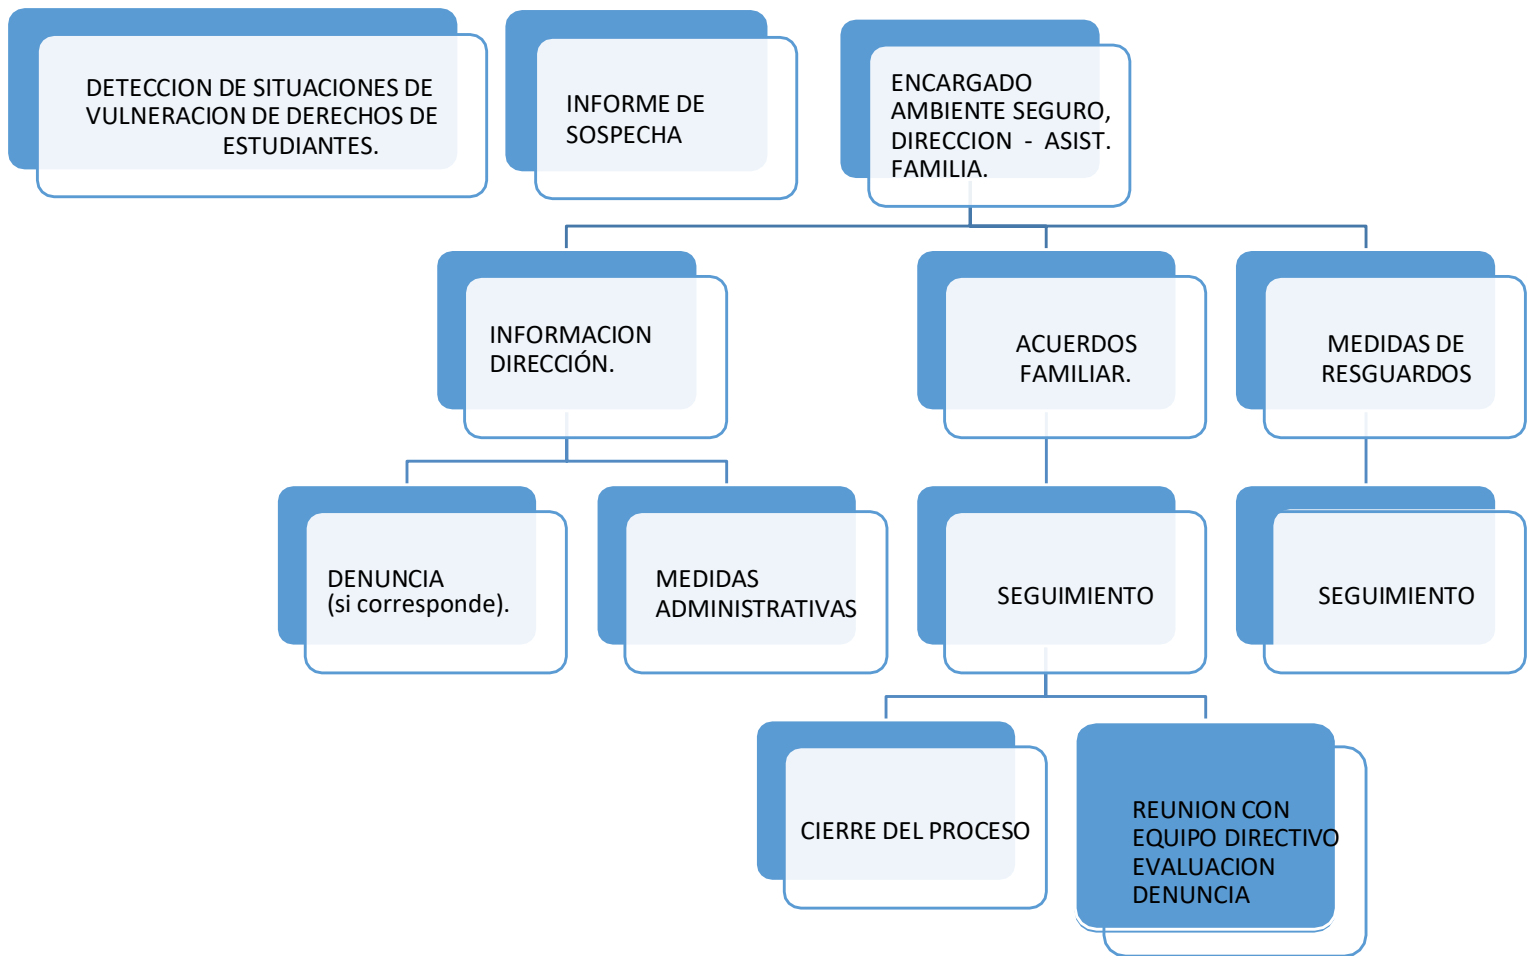 DETECCION DE SITUACIONES DE
VULNERACION DE DERECHOS DE
ESTUDIANTES.
INFORME DE
SOSPECHA
ENCARGADO
AMBIENTE SEGURO,
DIRECCION - ASIST.
FAMILIA.
INFORMACION
DIRECCIÓN.
ACUERDOS
FAMILIAR.
MEDIDAS DE
RESGUARDOS
DENUNCIA
(si corresponde).
MEDIDAS
ADMINISTRATIVAS
SEGUIMIENTO
SEGUIMIENTO
CIERRE DEL PROCESO
REUNION CON
EQUIPO DIRECTIVO
EVALUACION
DENUNCIA